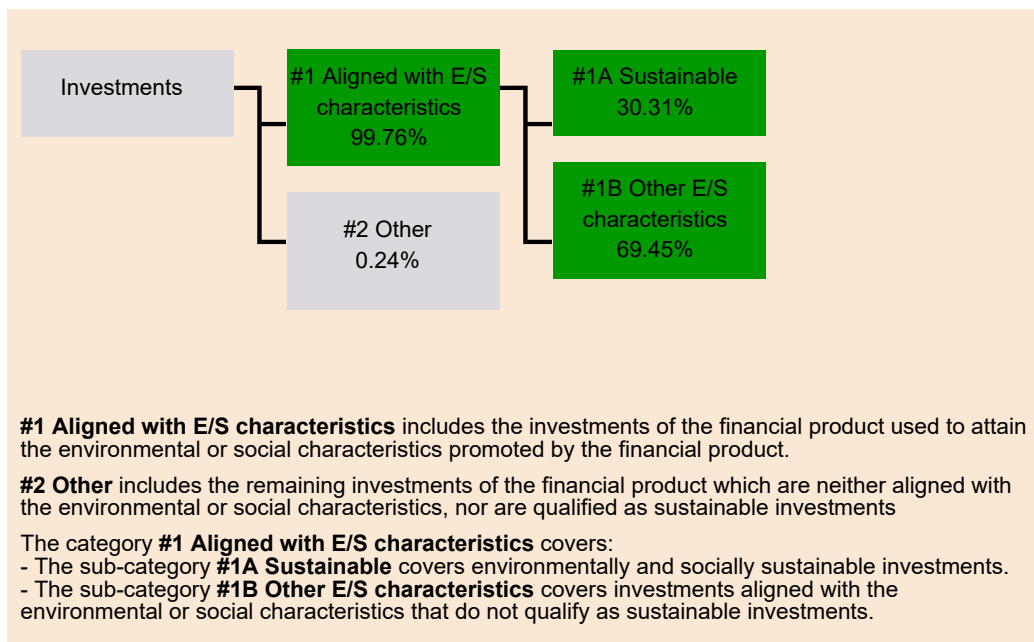 Investments
#1 Aligned with E/S
characteristics
99.76%
#1A Sustainable
30.31%
#2 Other
0.24%
#1B Other E/S
characteristics
69.45%
#1 Aligned with E/S characteristics includes the investments of the financial product used to attain
the environmental or social characteristics promoted by the financial product.
#2 Other includes the remaining investments of the financial product which are neither aligned with
the environmental or social characteristics, nor are qualified as sustainable investments
The category #1 Aligned with E/S characteristics covers:
- The sub-category #1A Sustainable covers environmentally and socially sustainable investments.
- The sub-category #1B Other E/S characteristics covers investments aligned with the
environmental or social characteristics that do not qualify as sustainable investments.